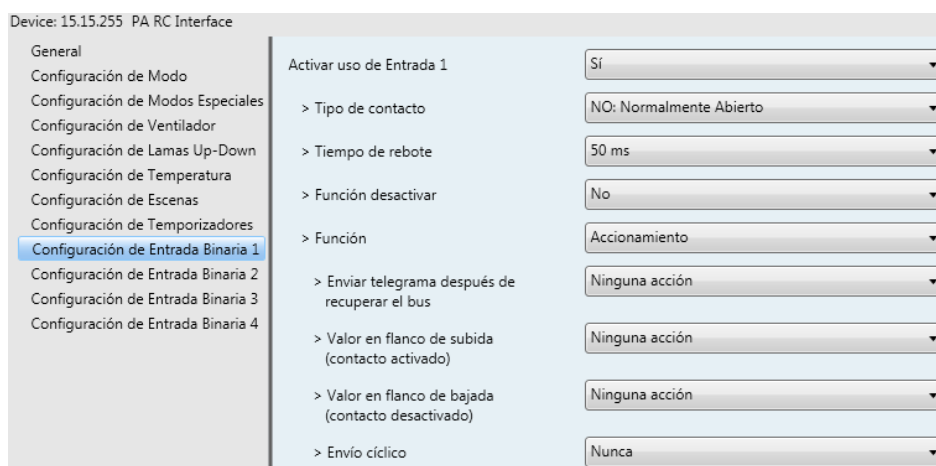 Device: 15.15.255 PA RC Interface
General
Configuración de Modo
Configuración de Modos Especiales
Configuración de Ventilador
Configuración de Lamas Up-Down
Configuración de Temperatura
Configuración de Escenas
Configuración de Temporizadores
Configuración de Entrada Binaria 1
Configuración de Entrada Binaria 2
Configuración de Entrada Binaria 3
Configuración de Entrada Binaria 4
Activar uso de Entrada 1 Sí
> Tipo de contacto NO: Normalmente Abierto
> Tiempo de rebote 50 ms
> Función desactivar No
> Función Accionamiento
> Enviar telegrama después de Ninguna acción
recuperar el bus
> Valor en flanco de subida Ninguna acción
(contacto activado)
> Valor en flanco de bajada Ninguna acción
(contacto desactivado)
> Envío cíclico Nunca